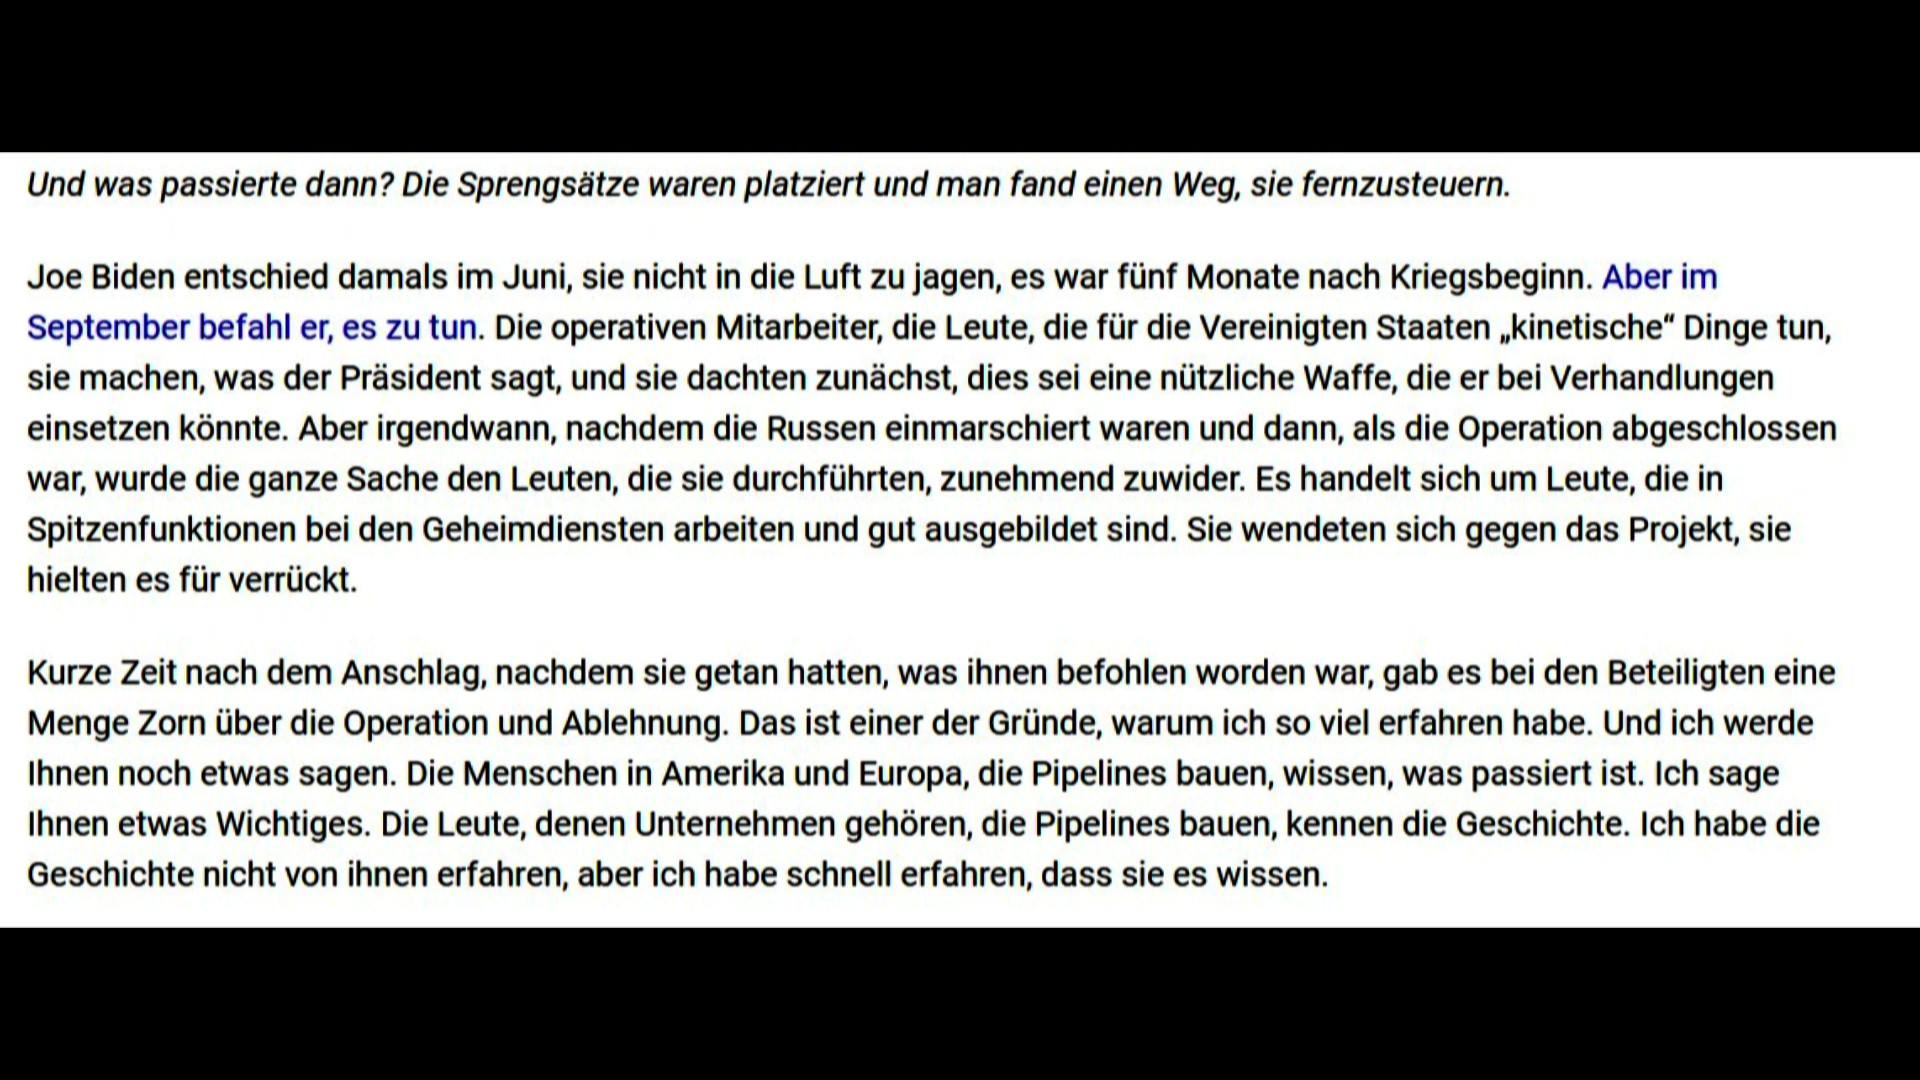 Und was passierte dann? Die Sprengsätze waren platziert und man fand einen Weg, sie fernzusteuern.
Joe Biden entschied damals im Juni, sie nicht in die Luft zu jagen, es war fünf Monate nach Kriegsbeginn. Aber im
September befahl er, es zu tun. Die operativen Mitarbeiter, die Leute, die für die Vereinigten Staaten „kinetische“ Dinge tun,
sie machen, was der Präsident sagt, und sie dachten zunächst, dies sei eine nützliche Waffe, die er bei Verhandlungen
einsetzen könnte. Aber irgendwann, nachdem die Russen einmarschiert waren und dann, als die Operation abgeschlossen
war, wurde die ganze Sache den Leuten, die sie durchführten, zunehmend zuwider. Es handelt sich um Leute, die in
Spitzenfunktionen bei den Geheimdiensten arbeiten und gut ausgebildet sind. Sie wendeten sich gegen das Projekt, sie
hielten es für verrückt.
Kurze Zeit nach dem Anschlag, nachdem sie getan hatten, was ihnen befohlen worden war, gab es bei den Beteiligten eine
Menge Zorn über die Operation und Ablehnung. Das ist einer der Gründe, warum ich so viel erfahren habe. Und ich werde
Ihnen noch etwas sagen. Die Menschen in Amerika und Europa, die Pipelines bauen, wissen, was passiert ist. Ich sage
Ihnen etwas Wichtiges. Die Leute, denen Unternehmen gehören, die Pipelines bauen, kennen die Geschichte. Ich habe die
Geschichte nicht von ihnen erfahren, aber ich habe schnell erfahren, dass sie es wissen.